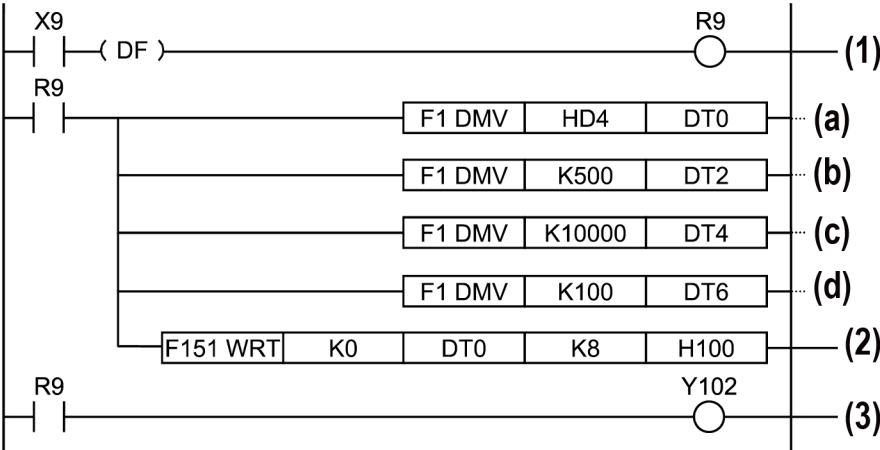 X9 R9
( DF ) (1)
R9
F1 DMV HD4 DT0 (a)
F1 DMV K500 DT2 (b)
F1 DMV K10000 DT4 (c)
F1 DMV K100 DT6 (d)
F151 WRT K0 DT0 K8 H100 (2)
R9 Y102
(3)